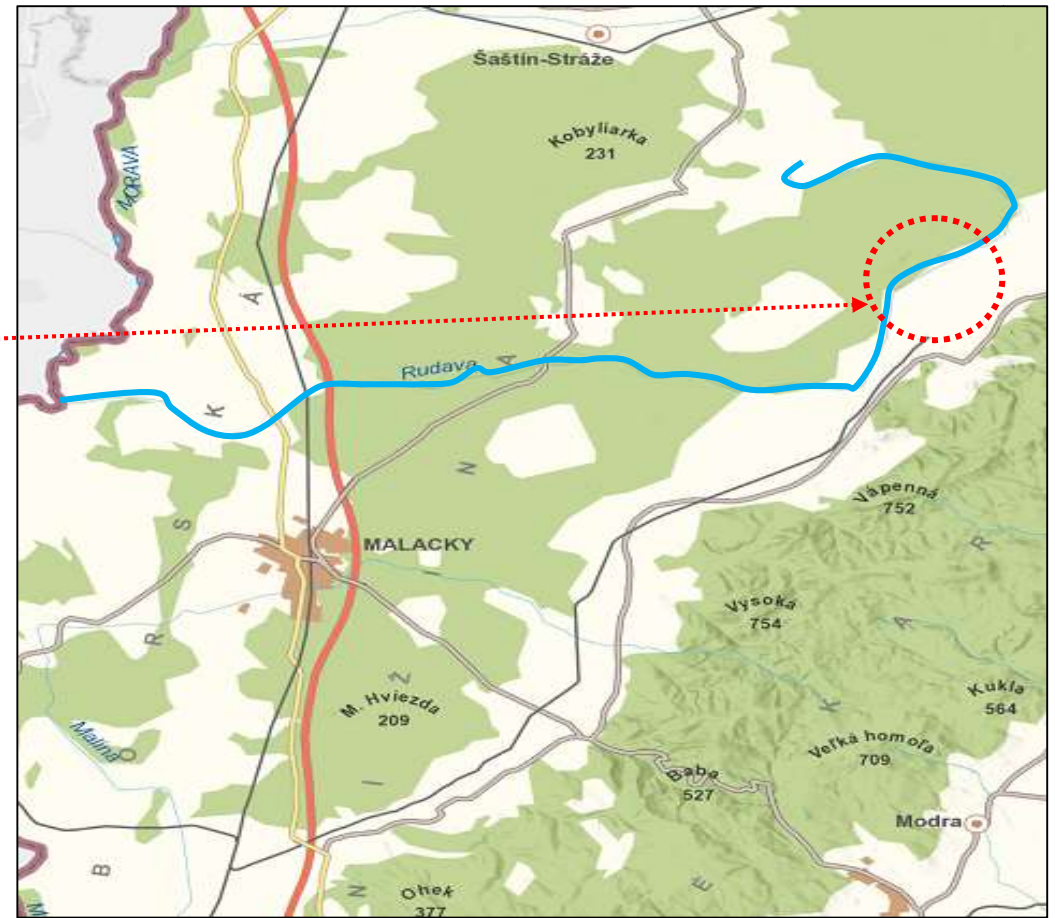 Šaštín-Stráže
Kobyliarka
231
MORAVA
Á
Rudava
A
K
N
Vápenná
752
S
MALACKY
R
Vysoká
754
R
A
Í
Z
M. Hviezda
209
K
Kukla
564
Malina
O
Veľká homoľa
709
I
Baba
527
Modra
B
N
Ohek
377
É
M